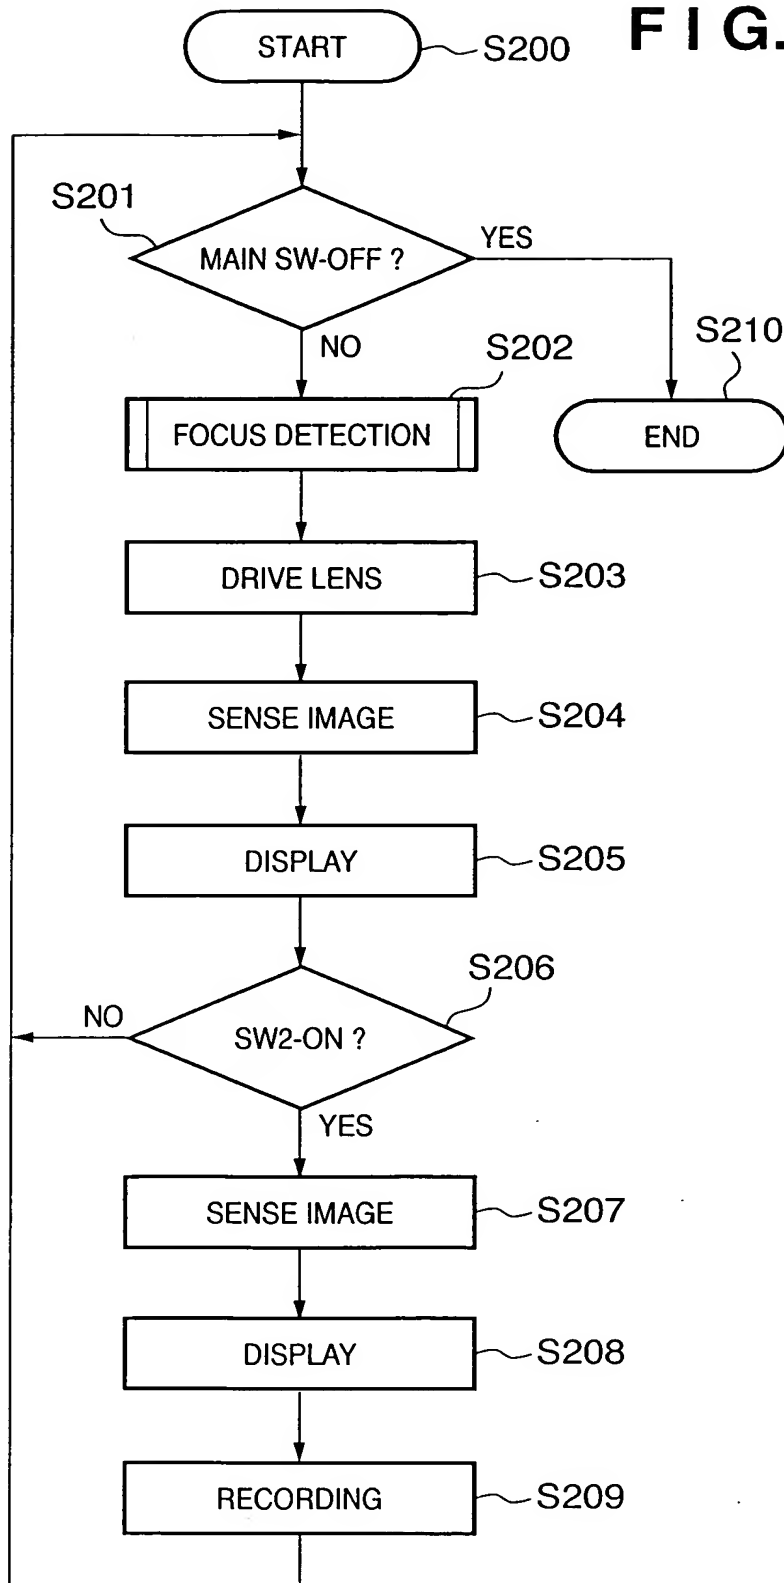 FIG.
START S200
S201
MAIN SW-OFF ? YES
NO
S202
S210
FOCUS DETECTION
END
DRIVE LENS S203
SENSE IMAGE S204
DISPLAY S205
S206
NO
SW2-ON ?
YES
SENSE IMAGE S207
DISPLAY S208
RECORDING S209